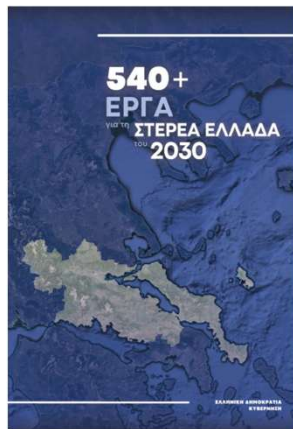 540+
ΕΡΓΑ
για τη ΣΤΕΡΕΑ ΕΛΛΑΔΑ
του 2030
ΕΛΛΗΝΙΚΗ ΔΗΜΟΚΡΑΤΙΑ
ΚΥΒΕΡΝΗΣΗ